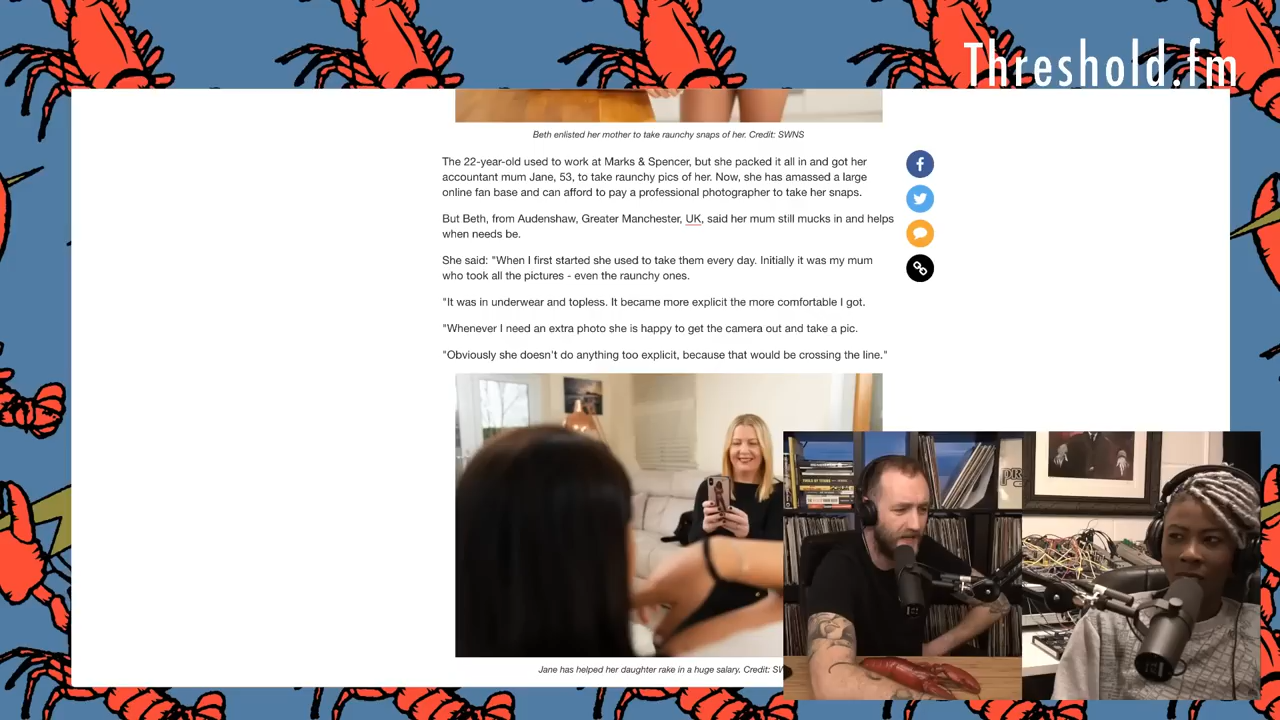 Threshold.fm
Beth enlisted her mother to take raunchy snaps of her. Credit: SWNS
The 22-year-old used to work at Marks & Spencer, but she packed it all in and got her
accountant mum Jane, 53, to take raunchy pics of her. Now, she has amassed a large
online fan base and can afford to pay a professional photographer to take her snaps.
But Beth, from Audenshaw, Greater Manchester, UK, said her mum still mucks in and helps
when needs be.
She said: "When I first started she used to take them every day. Initially it was my mum
who took all the pictures - even the raunchy ones.
"It was in underwear and topless. It became more explicit the more comfortable I got.
"Whenever I need an extra photo she is happy to get the camera out and take a pic.
"Obviously she doesn't do anything too explicit, because that would be crossing the line."
Jane has helped her daughter rake in a huge salary. Credit: